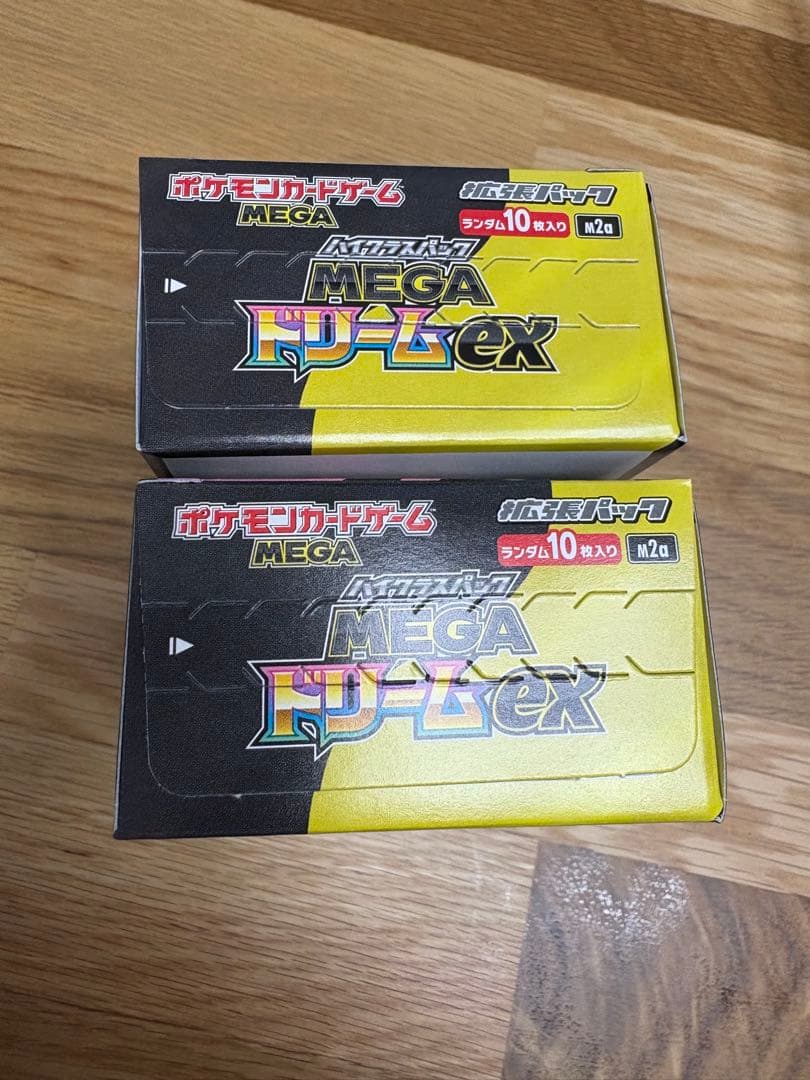 ポケモンカードゲーム
MEGA
拡張パック
ランダム10枚入り M2a
ハイクラスパック
MEGA
ドリームex
ポケモンカードゲーム
MEGA
拡張パック
ランダム10枚入り M2a
ハイクラスパック
MEGA
ドリームex